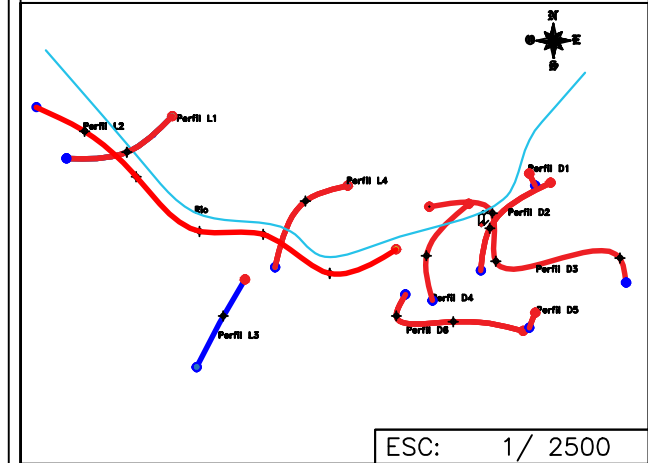 N
O E
S
Perfil L2
Perfil L1
Perfil D1
Perfil L4
Rio
Perfil D2
Perfil D3
Perfil D4
Perfil D5
Perfil D6
Perfil L3
ESC: 1/ 2500